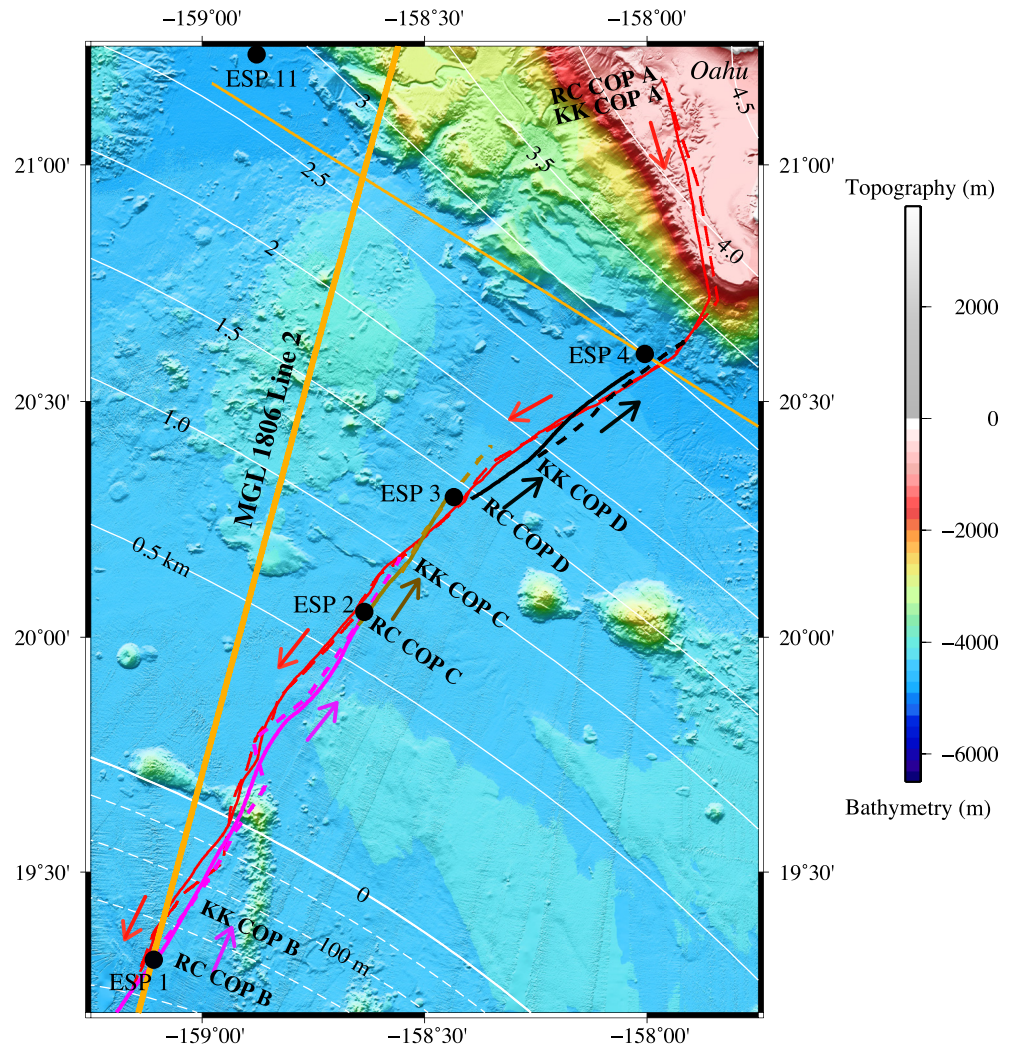 −159°00'
−158°30'
−158°00'
ESP 11
Oahu
RC COP A
KK COP A
4.5
3
3.5
2.5
21°00'
21°00'
Topography (m)
4.0
2
2000
1.5
MGL 1806 Line 2
ESP 4
20°30'
20°30'
0
1.0
KK COP D
ESP 3
RC COP D
−2000
0.5 km
KK COP C
ESP 2
RC COP C
20°00'
20°00'
−4000
−6000
Bathymetry (m)
19°30'
19°30'
0
KK COP B
100 m
RC COP B
ESP 1
−159°00'
−158°30'
−158°00'